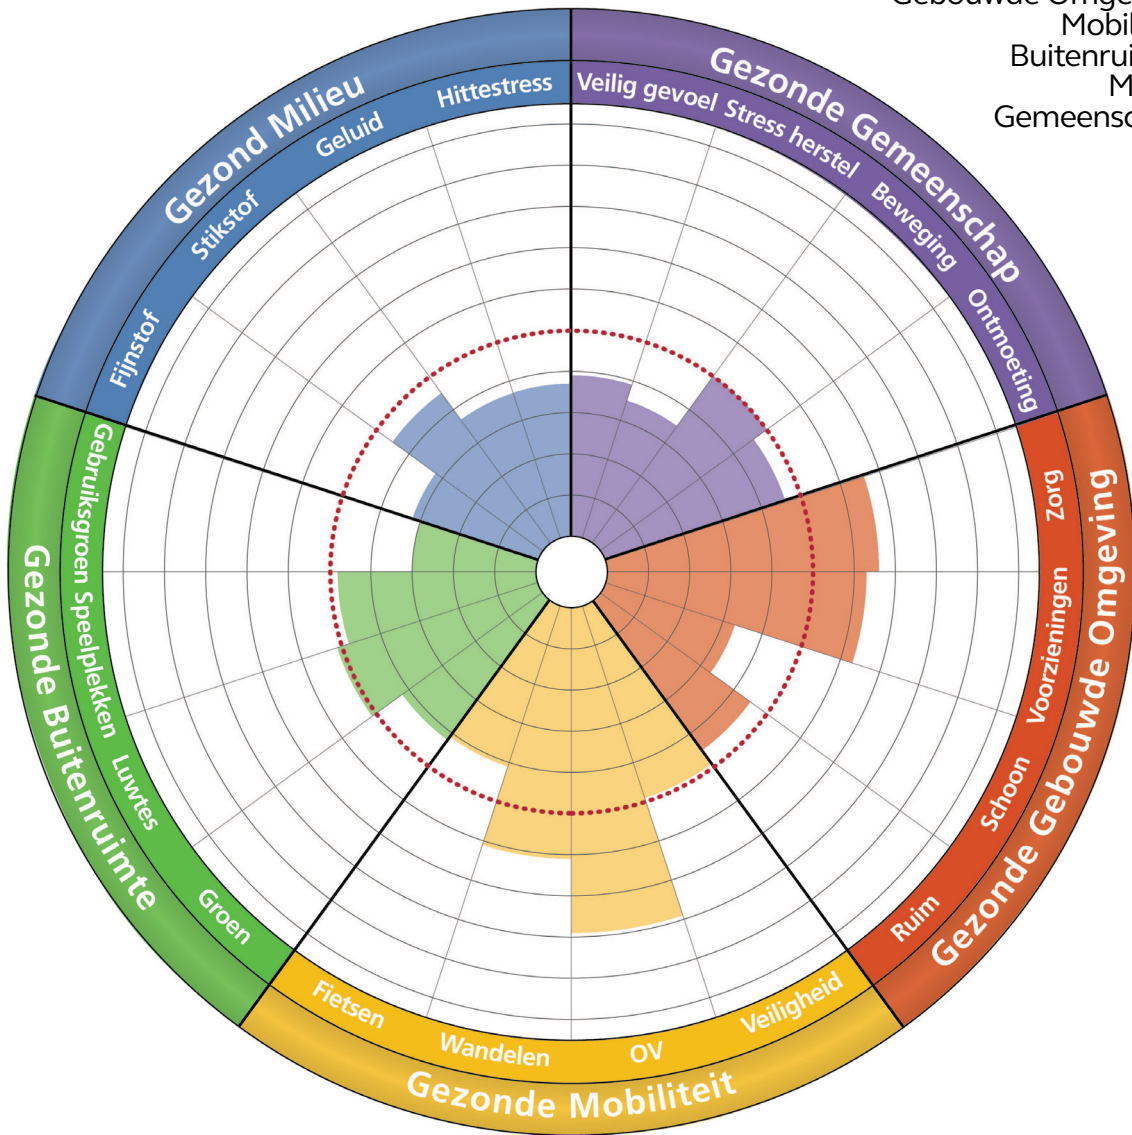 Mobil
Buitenrui
M
Gemeensc
Gezond Milieu
Hittestress
Geluid
Stikstof
Fijnstof
Gezonde Gemeenschap
Veilig gevoel
Stress herstel
Beweging
Ontmoeting
Gezonde Gebouwde Omgeving
Zorg
Voorzieningen
Schoon
Ruim
Gezonde Mobiliteit
Veiligheid
OV
Wandelen
Fietsen
Gezonde Buitenruimte
Groen
Luwtes
Speelplekken
Gebruiksgroen